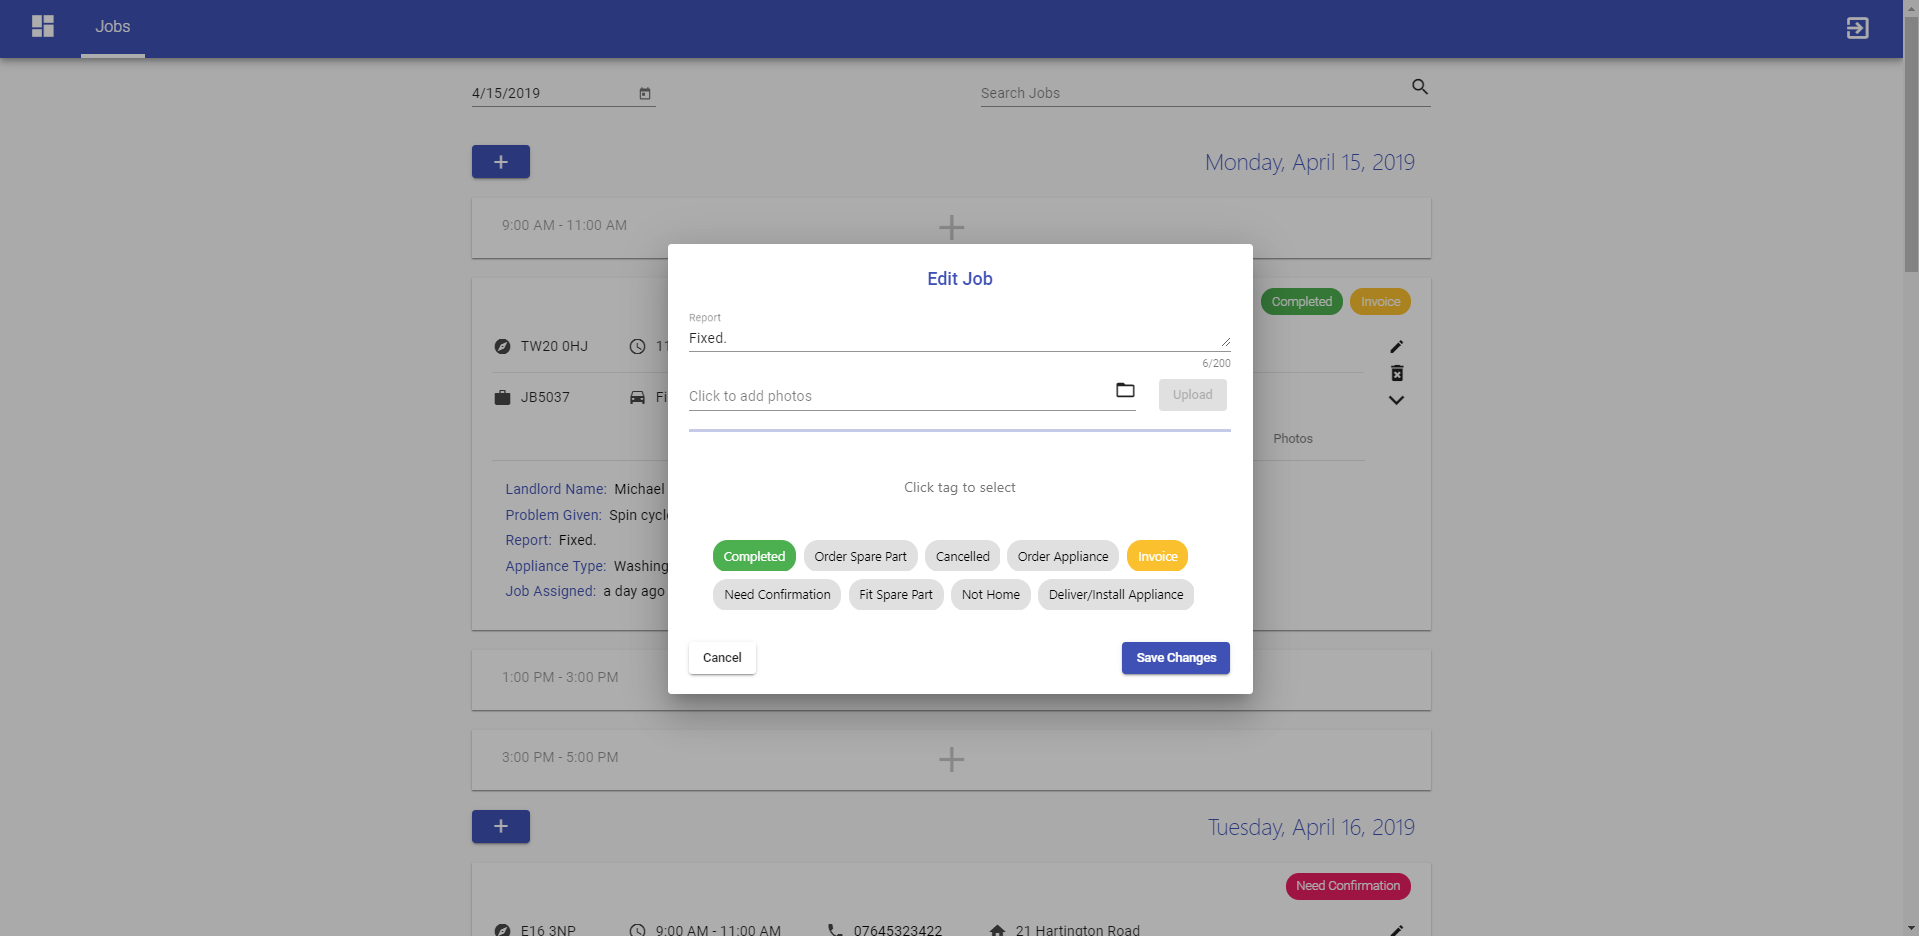 Jobs
4/15/2019
Search Jobs
Monday, April 15, 2019
9:00 AM - 11:00 AM
Completed Invoice
TW20 0HJ
JB5037
Photos
Landlord Name: Michael
Problem Given: Spin
Report: Fixed.
Appliance Type:
Job Assigned: a day ago
Edit Job
Report
Fixed.
6/200
Click to add photos
Upload
Click tag to select
Completed Order Spare Part Cancelled Order Appliance Invoice
Need Confirmation Fit Spare Part Not Home Deliver/Install Appliance
Cancel Save Changes
1:00 PM - 3:00 PM
3:00 PM - 5:00 PM
Tuesday, April 16, 2019
Need Confirmation
E16 3NP 9:00 AM - 11:00 AM 07645323422 21 Hartington Road